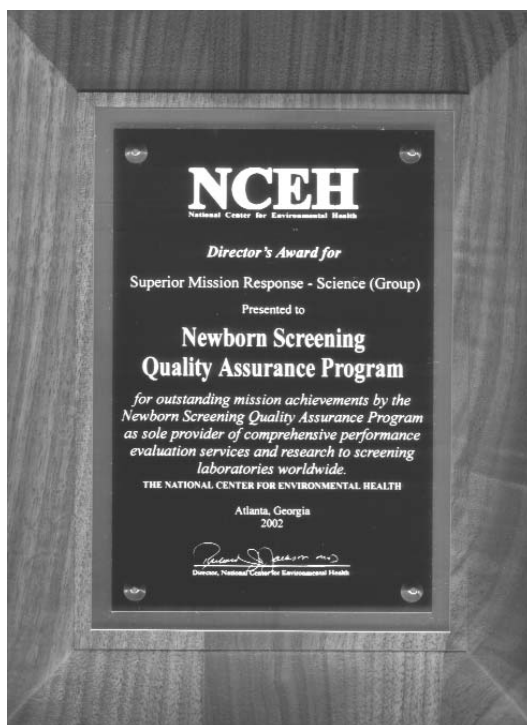 NCEH
National Center for Environmental Health
Director's Award for
Superior Mission Response - Science (Group)
Presented to
Newborn Screening
Quality Assurance Program
for outstanding mission achievements by the
Newborn Screening Quality Assurance Program
as sole provider of comprehensive performance
evaluation services and research to screening
laboratories worldwide.
THE NATIONAL CENTER FOR ENVIRONMENTAL HEALTH
Atlanta, Georgia
2002
Richard J Jackson MD
Director, National Center for Environmental Health